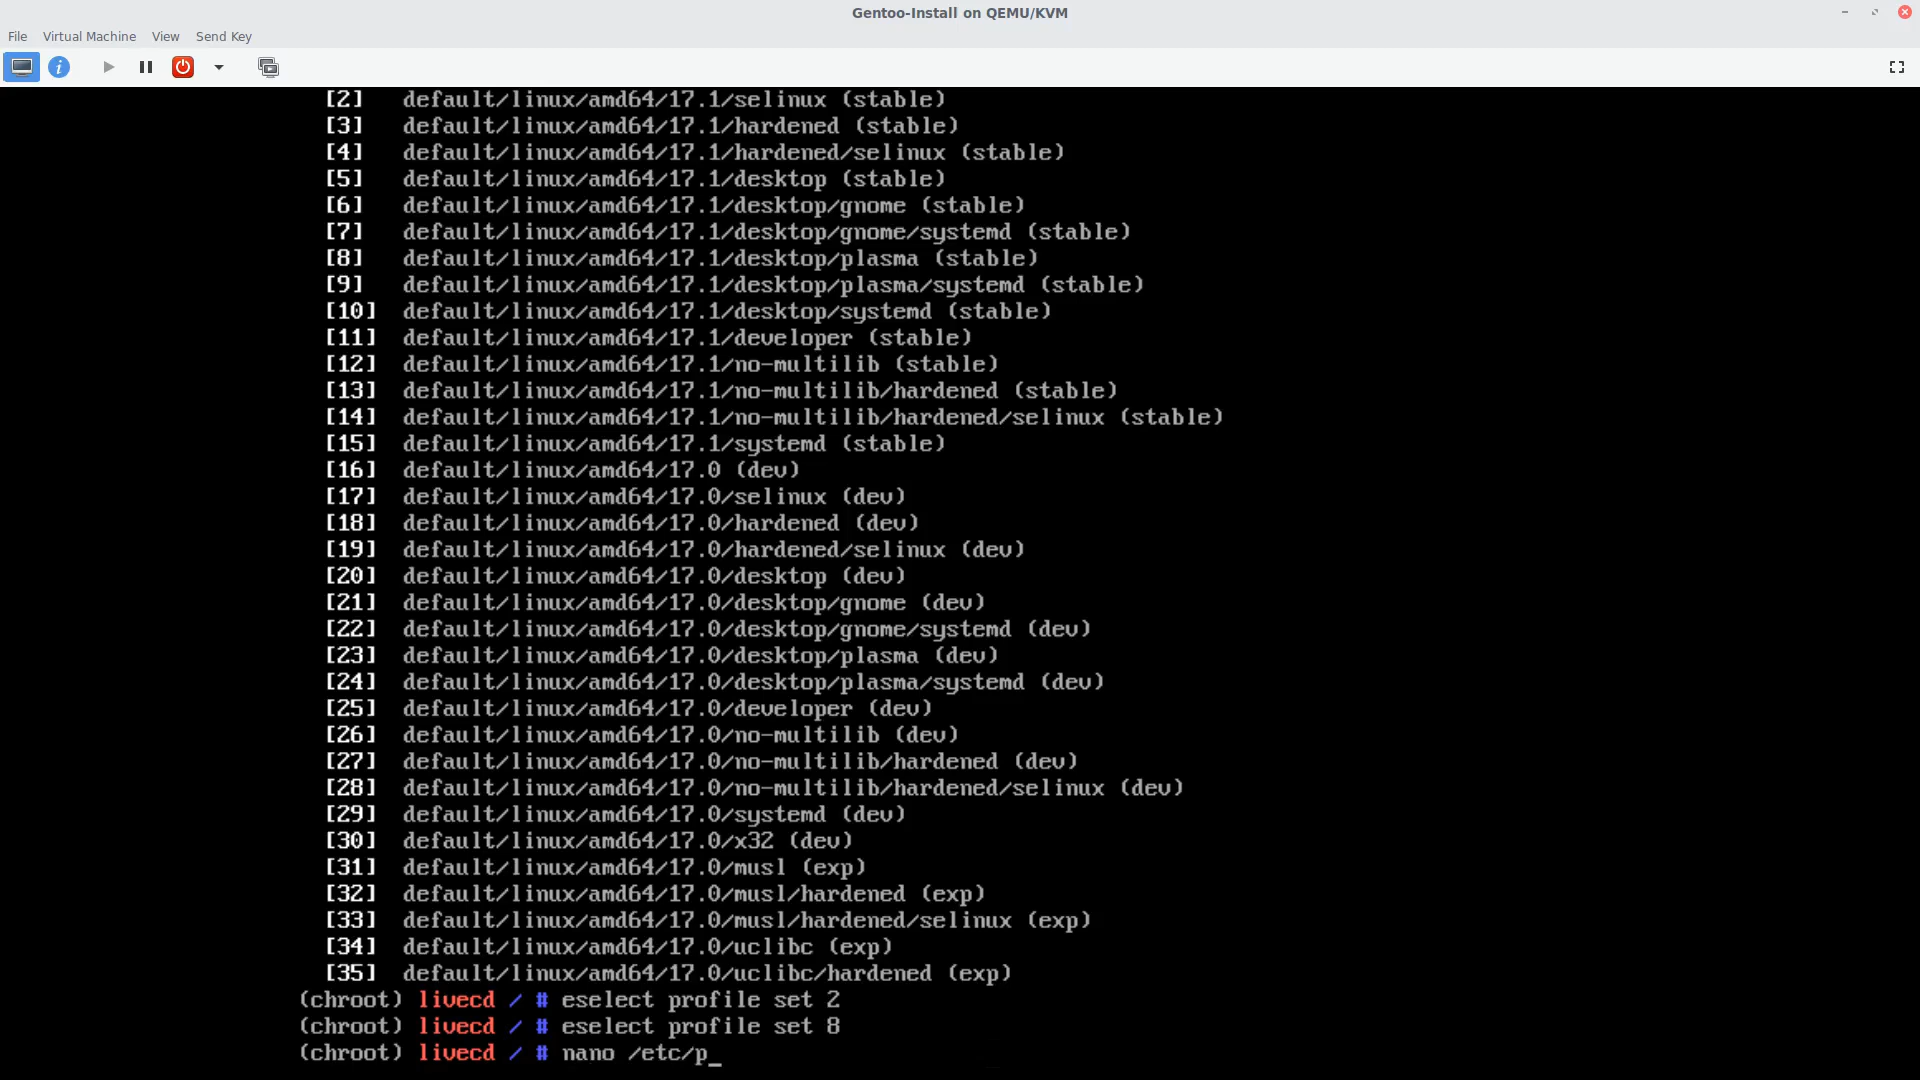 Gentoo-Install on QEMU/KVM
File Virtual Machine View Send Key
[2] default/linux/amd64/17.1/selinux (stable)
[3] default/linux/amd64/17.1/hardened (stable)
[4] default/linux/amd64/17.1/hardened/selinux (stable)
[5] default/linux/amd64/17.1/desktop (stable)
[6] default/linux/amd64/17.1/desktop/gnome (stable)
[7] default/linux/amd64/17.1/desktop/gnome/systemd (stable)
[8] default/linux/amd64/17.1/desktop/plasma (stable)
[9] default/linux/amd64/17.1/desktop/plasma/systemd (stable)
[10] default/linux/amd64/17.1/desktop/systemd (stable)
[11] default/linux/amd64/17.1/developer (stable)
[12] default/linux/amd64/17.1/no-multilib (stable)
[13] default/linux/amd64/17.1/no-multilib/hardened (stable)
[14] default/linux/amd64/17.1/no-multilib/hardened/selinux (stable)
[15] default/linux/amd64/17.1/systemd (stable)
[16] default/linux/amd64/17.0 (dev)
[17] default/linux/amd64/17.0/selinux (dev)
[18] default/linux/amd64/17.0/hardened (dev)
[19] default/linux/amd64/17.0/hardened/selinux (dev)
[20] default/linux/amd64/17.0/desktop (dev)
[21] default/linux/amd64/17.0/desktop/gnome (dev)
[22] default/linux/amd64/17.0/desktop/gnome/systemd (dev)
[23] default/linux/amd64/17.0/desktop/plasma (dev)
[24] default/linux/amd64/17.0/desktop/plasma/systemd (dev)
[25] default/linux/amd64/17.0/developer (dev)
[26] default/linux/amd64/17.0/no-multilib (dev)
[27] default/linux/amd64/17.0/no-multilib/hardened (dev)
[28] default/linux/amd64/17.0/no-multilib/hardened/selinux (dev)
[29] default/linux/amd64/17.0/systemd (dev)
[30] default/linux/amd64/17.0/x32 (dev)
[31] default/linux/amd64/17.0/musl (exp)
[32] default/linux/amd64/17.0/musl/hardened (exp)
[33] default/linux/amd64/17.0/musl/hardened/selinux (exp)
[34] default/linux/amd64/17.0/uclibc (exp)
[35] default/linux/amd64/17.0/uclibc/hardened (exp)
(chroot) livecd / # eselect profile set 2
(chroot) livecd / # eselect profile set 8
(chroot) livecd / # nano /etc/p_